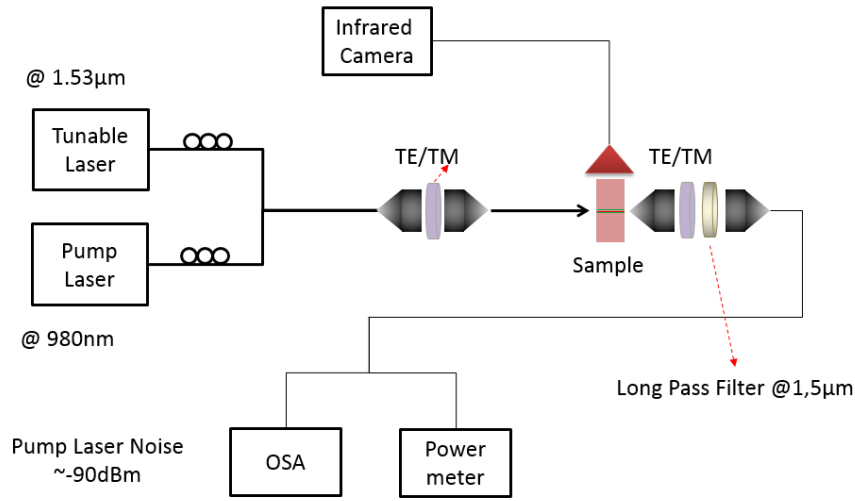 Infrared
Camera
@ 1.53µm
Tunable
Laser
TE/TM
TE/TM
Pump
Laser
Sample
@ 980nm
Long Pass Filter @1,5µm
Pump Laser Noise
~-90dBm
OSA
Power
meter